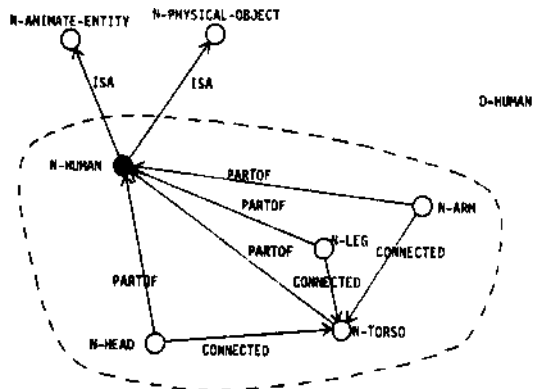 N-ANIMATE-ENTITY
N-PHYSICAL-OBJECT
ISA
ISA
D-HUMAN
N-HUMAN
PARTOF
PARTOF
N-ARM
PARTOF
N-LEG
CONNECTED
PARTOF
CONNECTED
N-TORSO
N-HEAD
CONNECTED